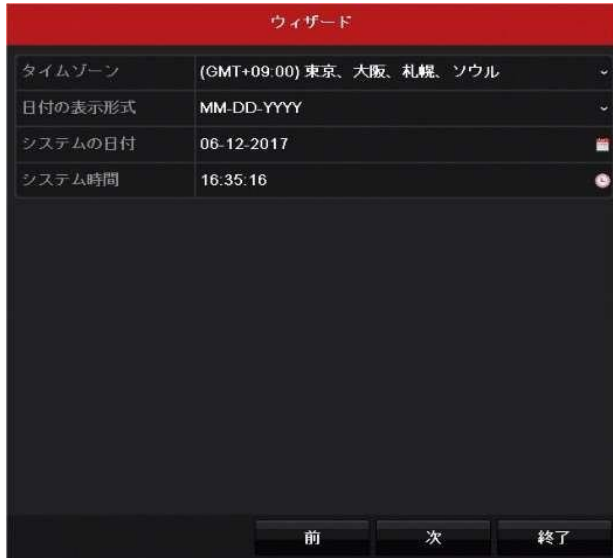 ウィザード
タイムゾーン (GMT+09:00) 東京、大阪、札幌、ソウル
日付の表示形式 MM-DD-YYYY
システムの日付 06-12-2017
システム時間 16:35:16
前 次 終了